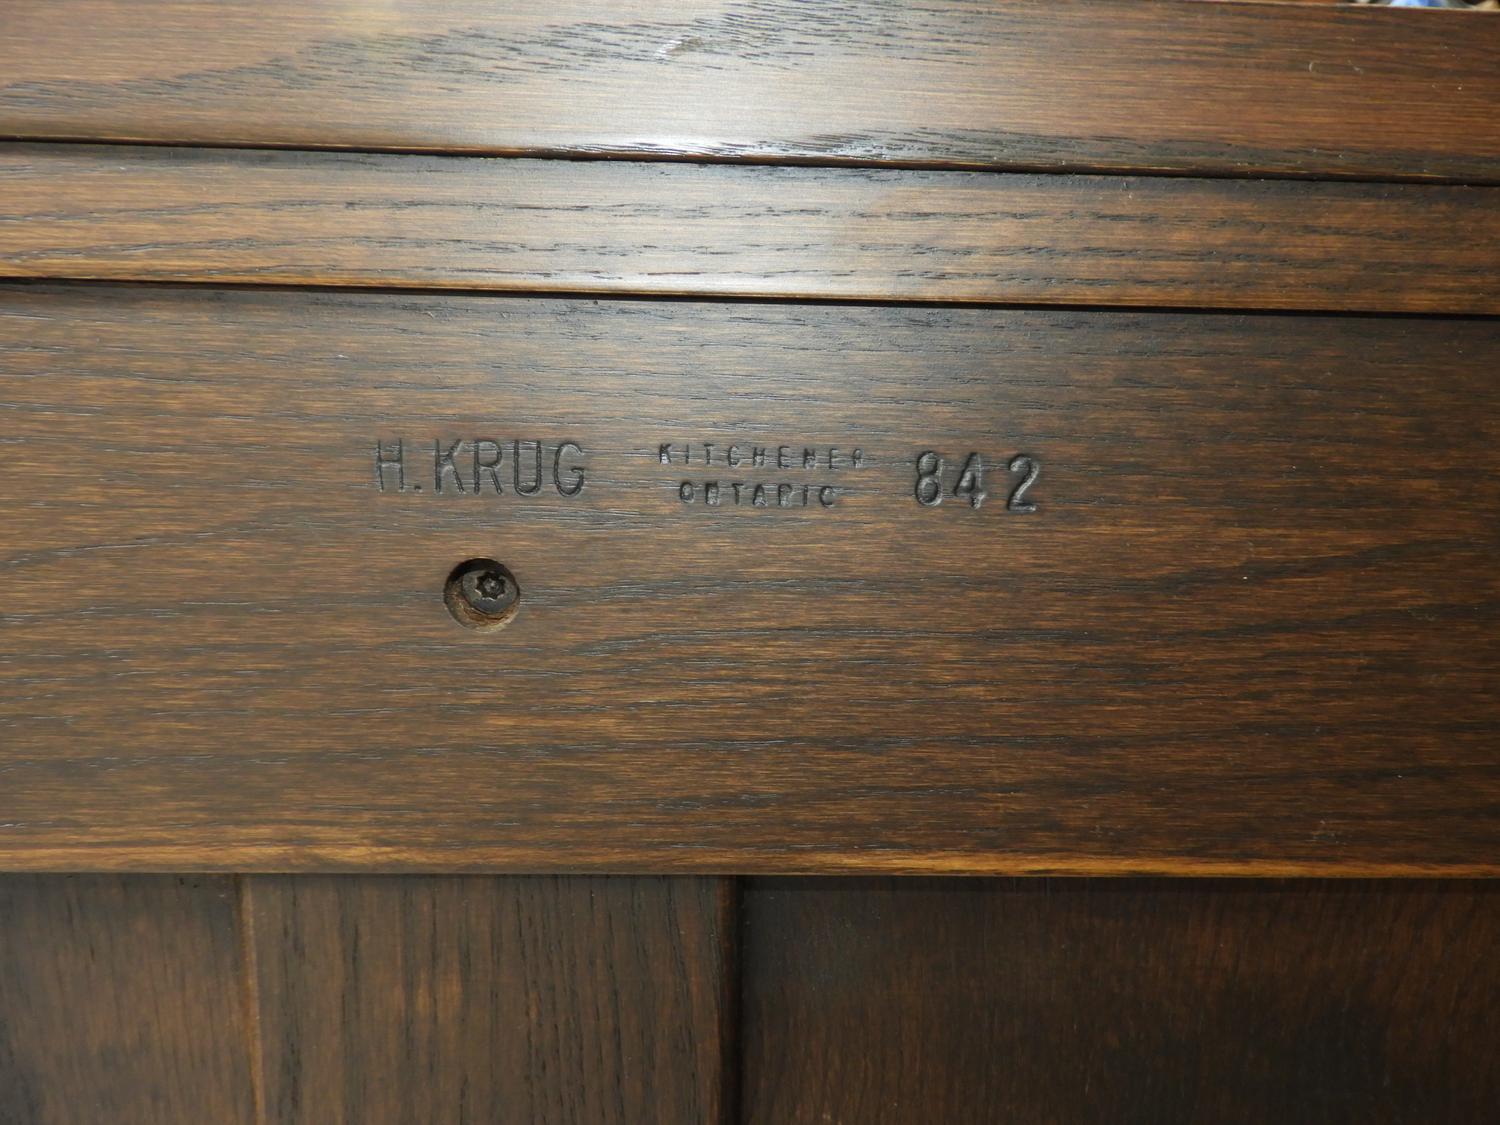 H.KRUG
KITCHENER
ONTARIO
842